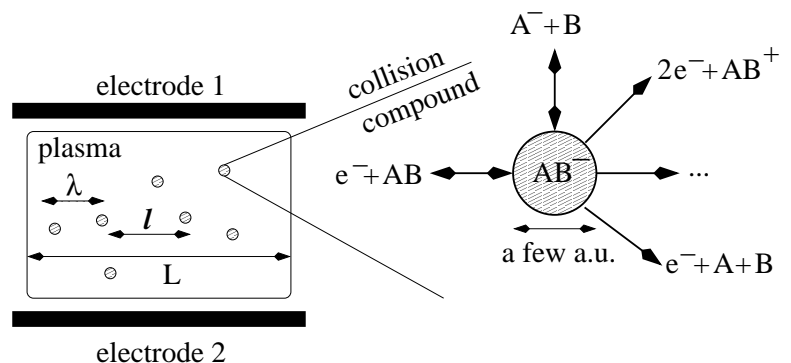 electrode 1
plasma
λ
l
L
electrode 2
collision
compound
A⁻+B
2e⁻+AB⁺
e⁻+AB
AB⁻
...
a few a.u.
e⁻+A+B